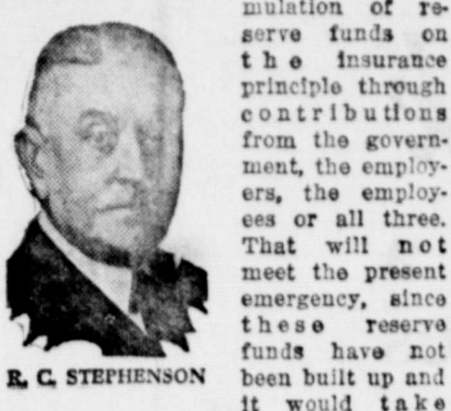 mulation of re-
serve funds on
the insurance
principle through
contributions
from the govern-
ment, the employ-
ers, the employ-
ees or all three.
That will not
meet the present
emergency, since
these reserve
funds have not
been built up and
it would take
R. C. STEPHENSON